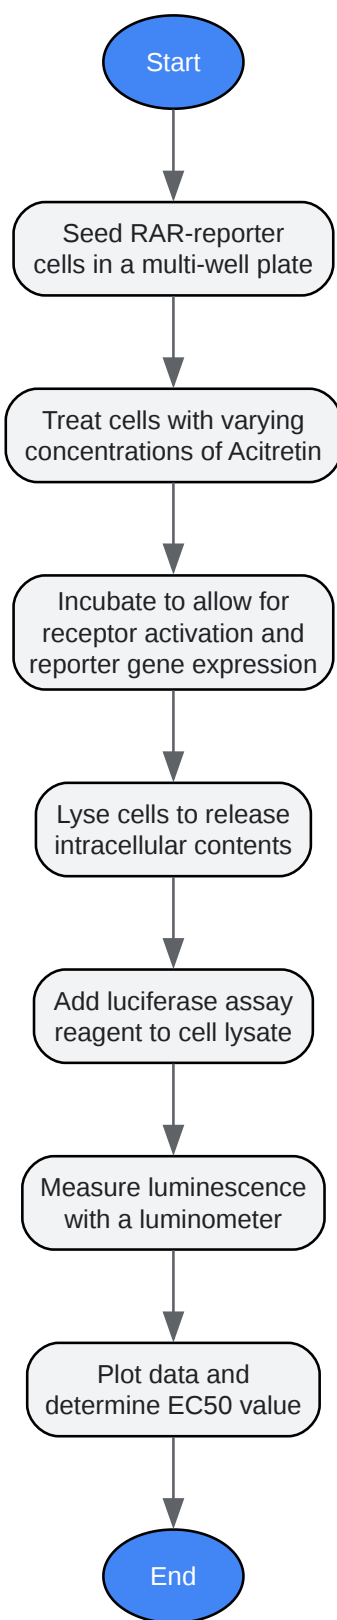 Start
Seed RAR-reporter
cells in a multi-well plate
Treat cells with varying
concentrations of Acitretin
Incubate to allow for
receptor activation and
reporter gene expression
Lyse cells to release
intracellular contents
Add luciferase assay
reagent to cell lysate
Measure luminescence
with a luminometer
Plot data and
determine EC50 value
End